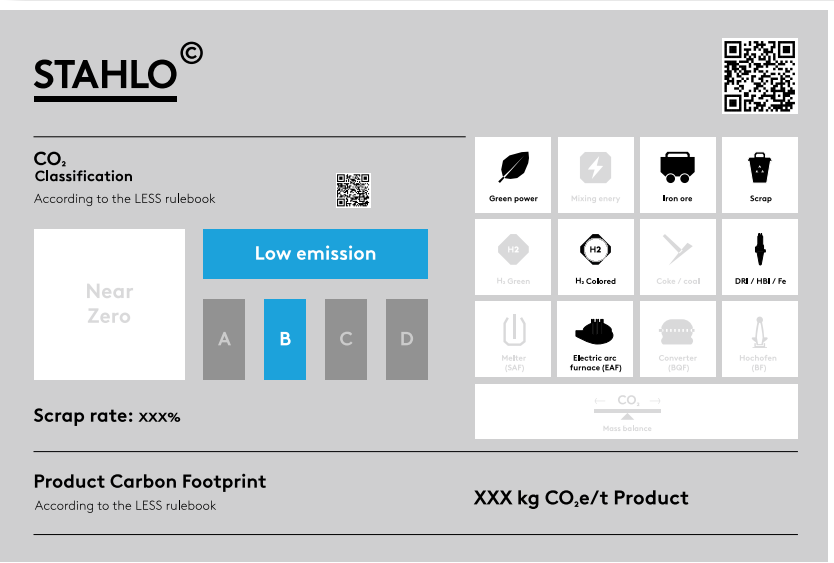 STAHLO©
CO₂
Classification
According to the LESS rulebook
Near
Zero
Low emission
A
B
C
D
Scrap rate: xxx%
Green power
Mixing enery
Iron ore
Scrap
H2
H₂ Green
H2
H₂ Colored
Coke / coal
DRI / HBI / Fe
Melter
(SAF)
Electric arc
furnace (EAF)
Converter
(BOF)
Hochofen
(BF)
← CO₂ →
Mass balance
Product Carbon Footprint
According to the LESS rulebook
XXX kg CO₂e/t Product